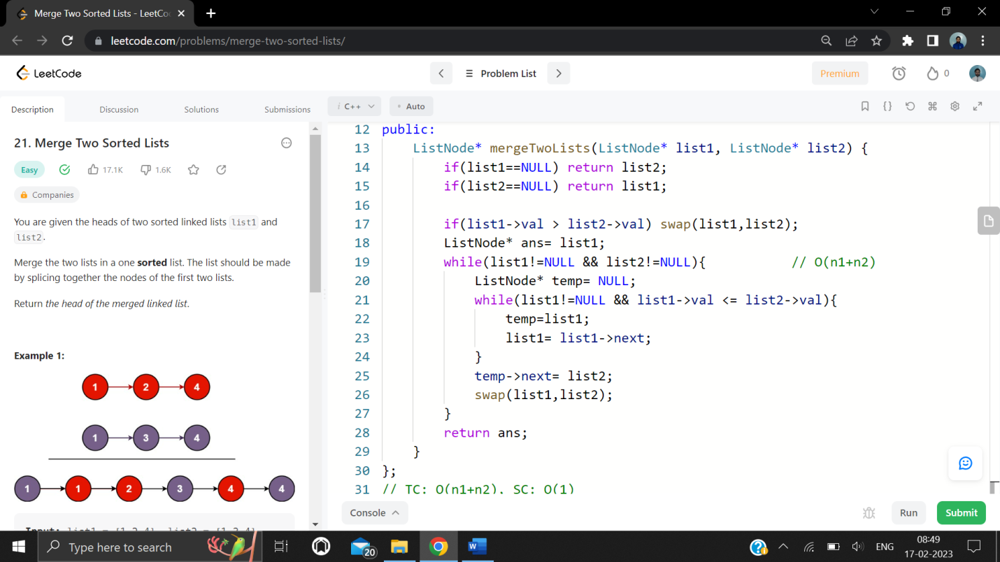 Merge Two Sorted Lists - LeetCo
leetcode.com/problems/merge-two-sorted-lists/
LeetCode
Problem List
Premium
0
Description
Discussion
Solutions
Submissions
i C++
Auto
21. Merge Two Sorted Lists
Easy
17.1K
1.6K
Companies
You are given the heads of two sorted linked lists list1 and
list2.
Merge the two lists in a one sorted list. The list should be made
by splicing together the nodes of the first two lists.
Return the head of the merged linked list.
Example 1:
1 2 4
1 3 4
1 1 2 3 4 4
Input: list1 = [1,2,4], list2 = [1,3,4]
12 public:
13 ListNode* mergeTwoLists(ListNode* list1, ListNode* list2) {
14 if(list1==NULL) return list2;
15 if(list2==NULL) return list1;
16
17 if(list1->val > list2->val) swap(list1,list2);
18 ListNode* ans= list1;
19 while(list1!=NULL && list2!=NULL){ // O(n1+n2)
20 ListNode* temp= NULL;
21 while(list1!=NULL && list1->val <= list2->val){
22 temp=list1;
23 list1= list1->next;
24 }
25 temp->next= list2;
26 swap(list1,list2);
27 }
28 return ans;
29 }
30 };
31 // TC: O(n1+n2). SC: O(1)
Console
Run
Submit
Type here to search
20
W
ENG
08:49
17-02-2023